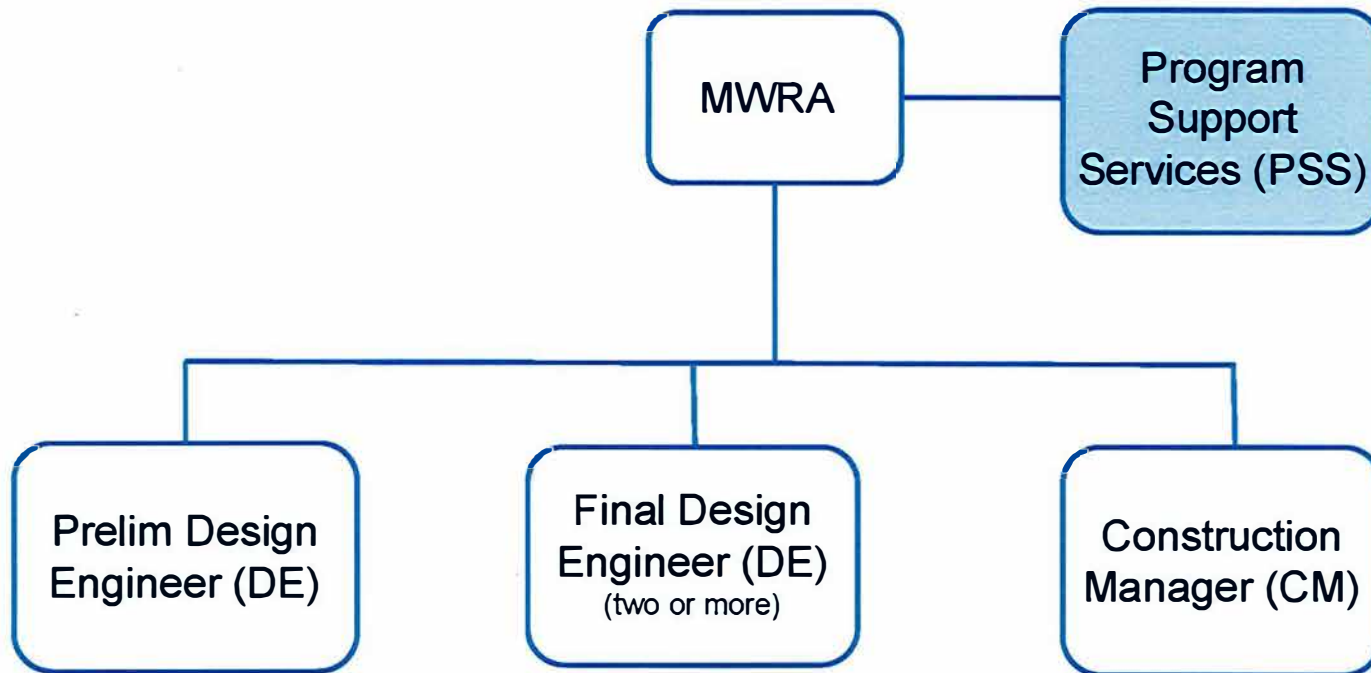 MWRA
Program
Support
Services (PSS)
Prelim Design
Engineer (DE)
Final Design
Engineer (DE)
(two or more)
Construction
Manager (CM)